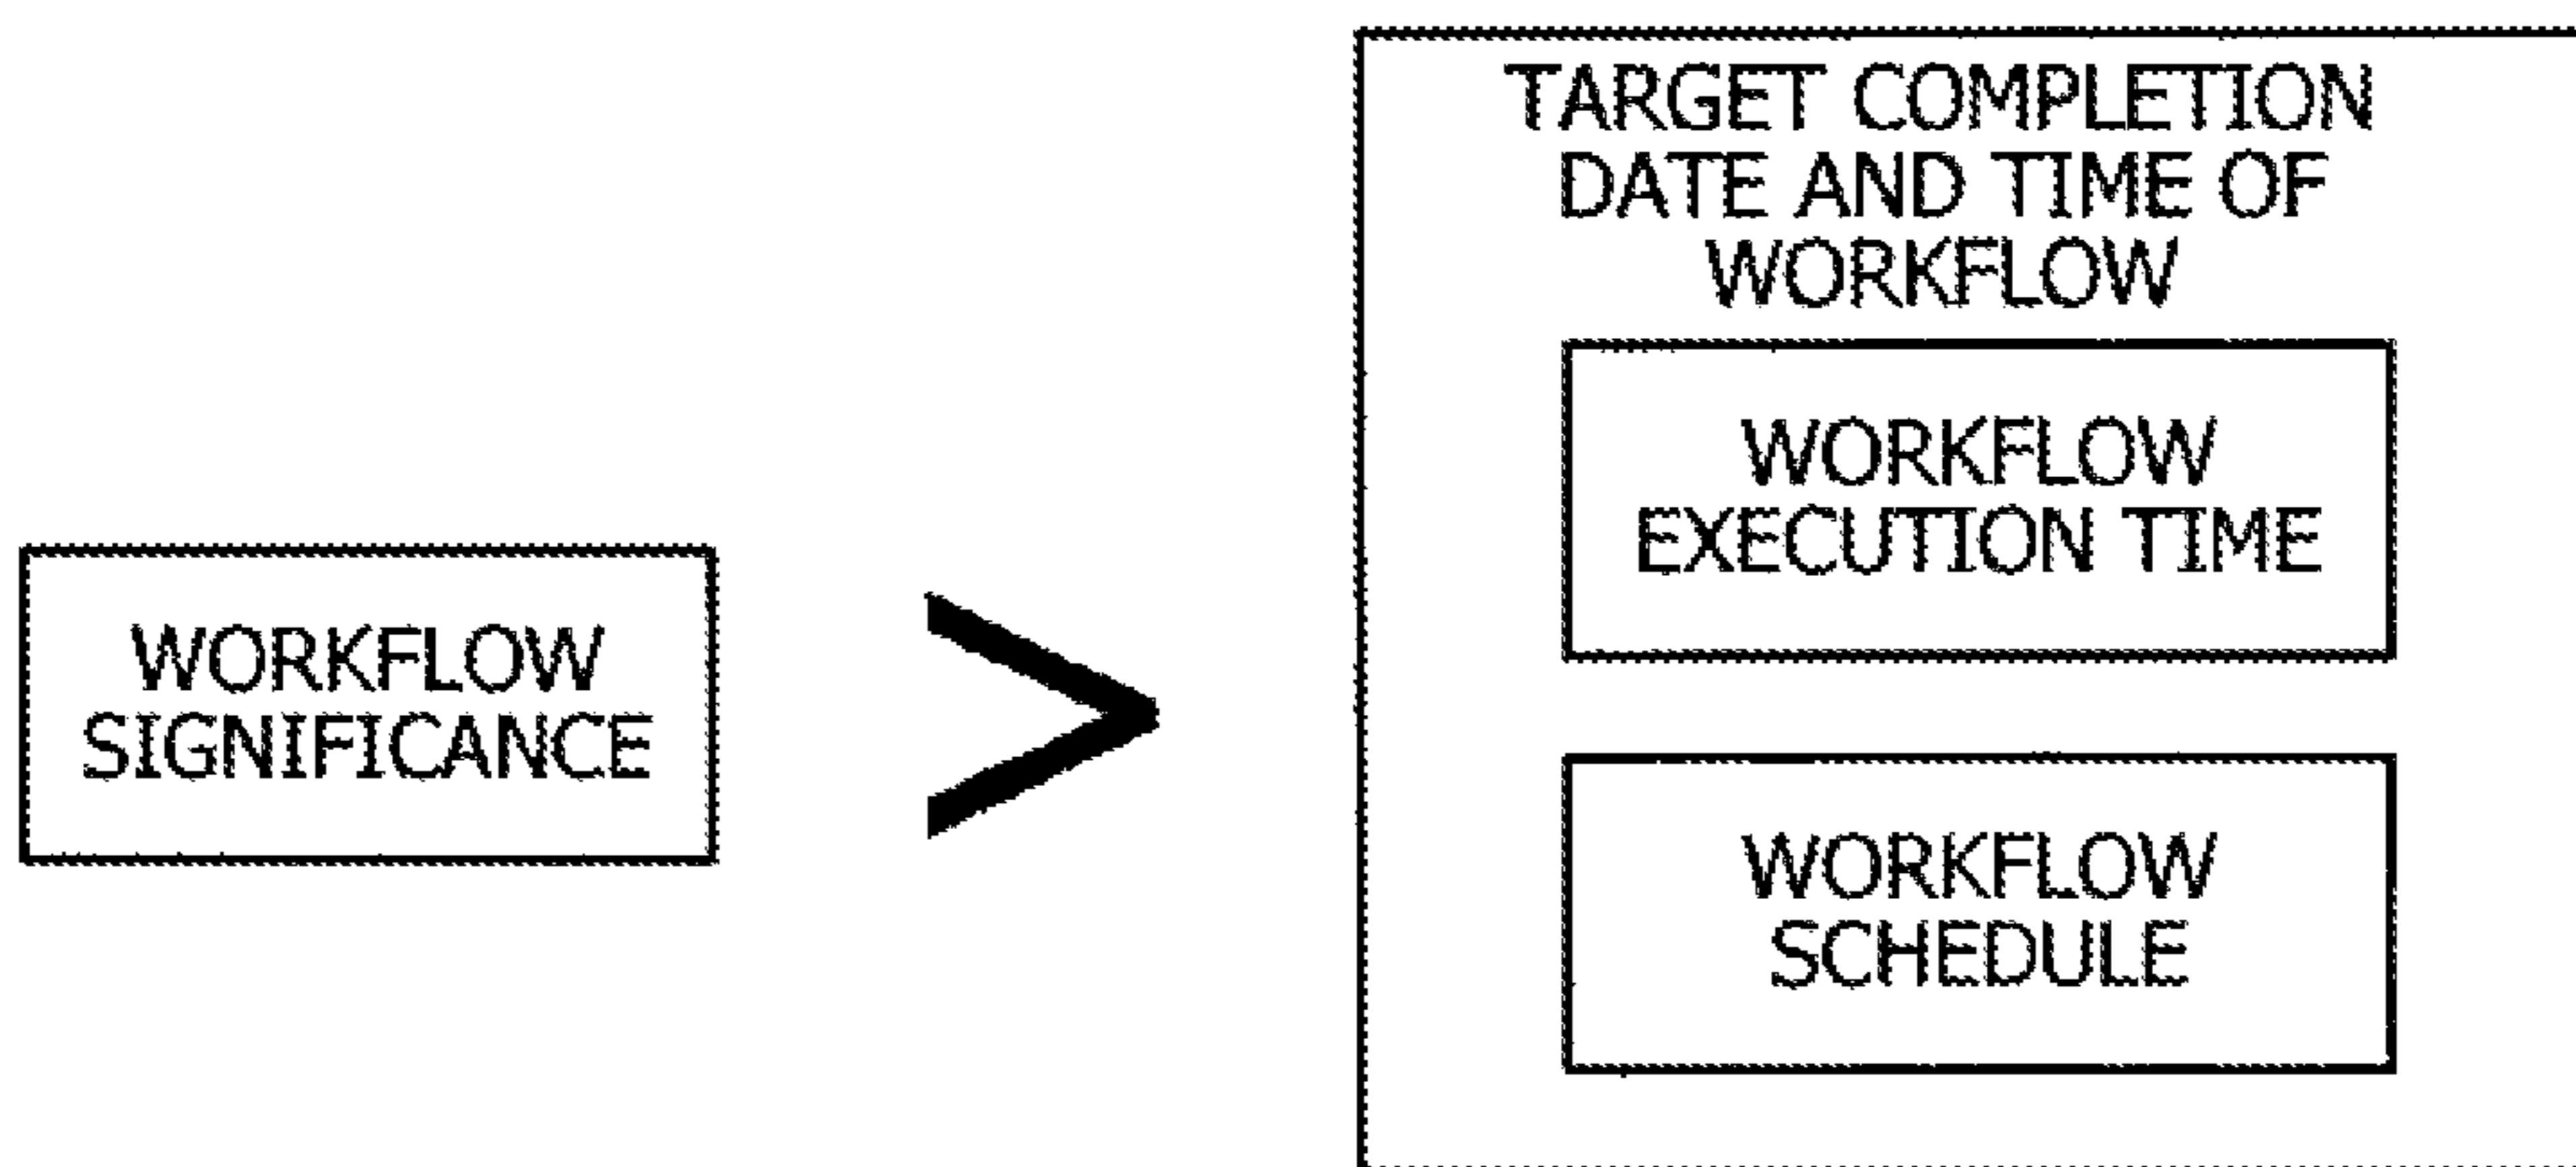 WORKFLOW
SIGNIFICANCE
>
TARGET COMPLETION
DATE AND TIME OF
WORKFLOW
WORKFLOW
EXECUTION TIME
WORKFLOW
SCHEDULE